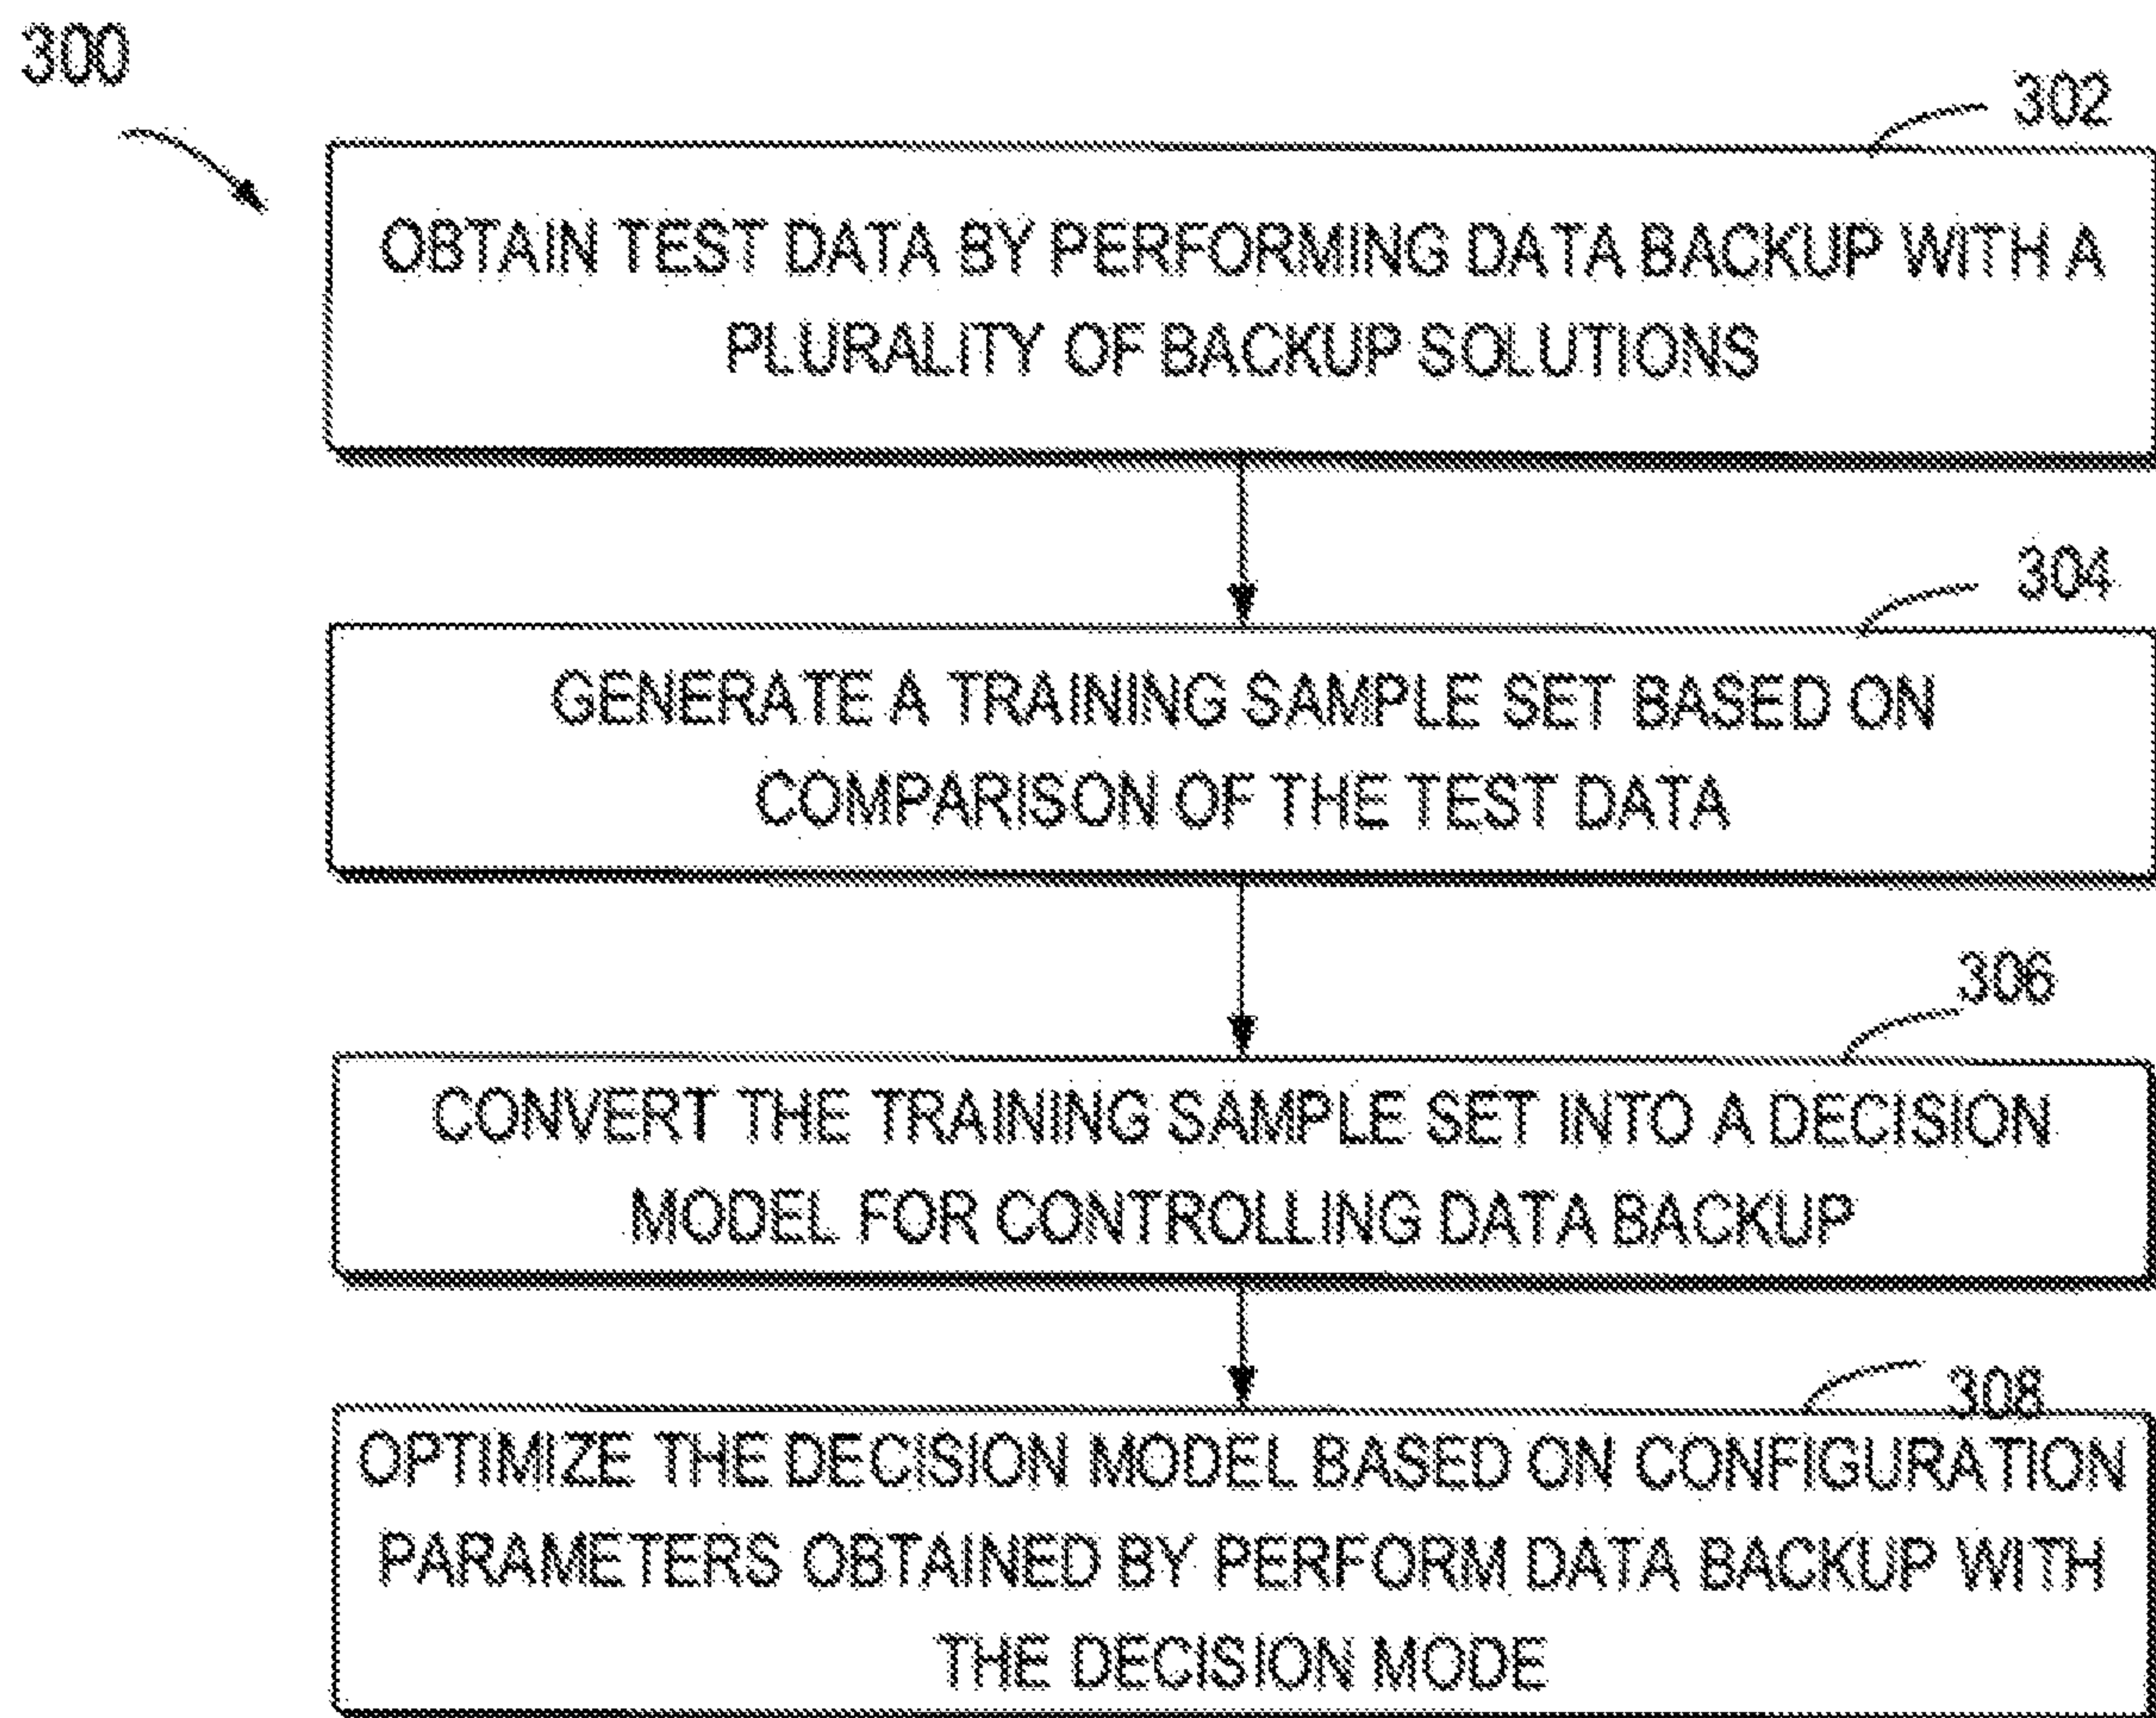 300
302
OBTAIN TEST DATA BY PERFORMING DATA BACKUP WITH A
PLURALITY OF BACKUP SOLUTIONS
304
GENERATE A TRAINING SAMPLE SET BASED ON
COMPARISON OF THE TEST DATA
306
CONVERT THE TRAINING SAMPLE SET INTO A DECISION
MODEL FOR CONTROLLING DATA BACKUP
308
OPTIMIZE THE DECISION MODEL BASED ON CONFIGURATION
PARAMETERS OBTAINED BY PERFORM DATA BACKUP WITH
THE DECISION MODE